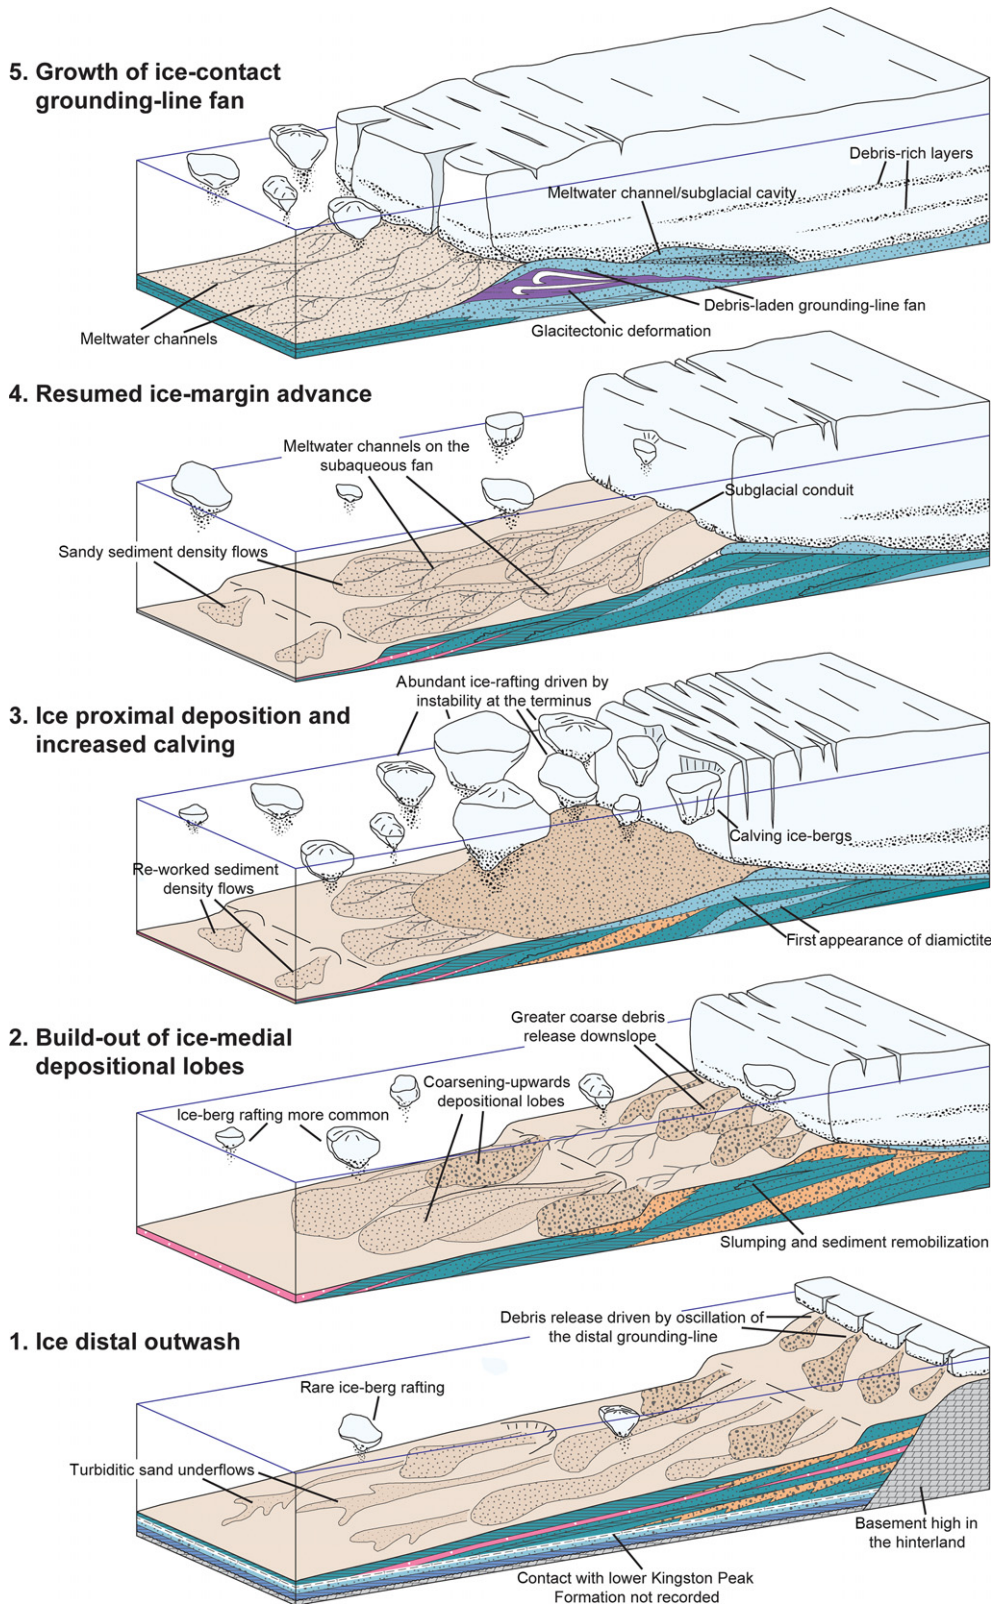 5. Growth of ice-contact
grounding-line fan
Debris-rich layers
Meltwater channel/subglacial cavity
Debris-laden grounding-line fan
Glacitectonic deformation
Meltwater channels
4. Resumed ice-margin advance
Meltwater channels on the
subaqueous fan
Subglacial conduit
Sandy sediment density flows
3. Ice proximal deposition and
increased calving
Abundant ice-rafting driven by
instability at the terminus
Calving ice-bergs
Re-worked sediment
density flows
First appearance of diamictite
2. Build-out of ice-medial
depositional lobes
Greater coarse debris
release downslope
Coarsening-upwards
depositional lobes
Ice-berg rafting more common
Slumping and sediment remobilization
1. Ice distal outwash
Debris release driven by oscillation of
the distal grounding-line
Rare ice-berg rafting
Turbiditic sand underflows
Basement high in
the hinterland
Contact with lower Kingston Peak
Formation not recorded